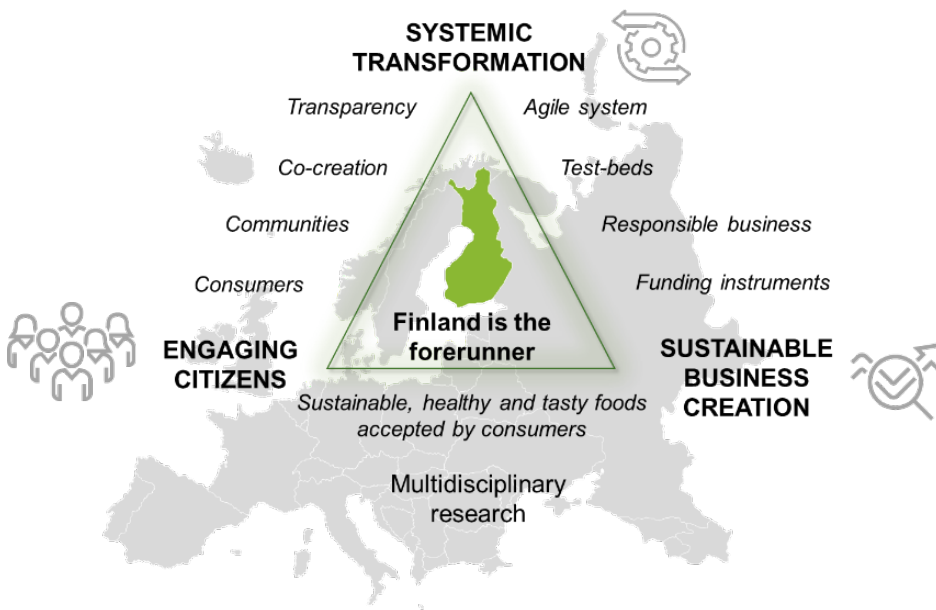 SYSTEMIC
TRANSFORMATION
Transparency
Agile system
Co-creation
Test-beds
Communities
Responsible business
Consumers
Funding instruments
Finland is the
forerunner
ENGAGING
CITIZENS
SUSTAINABLE
BUSINESS
CREATION
Sustainable, healthy and tasty foods
accepted by consumers
Multidisciplinary
research